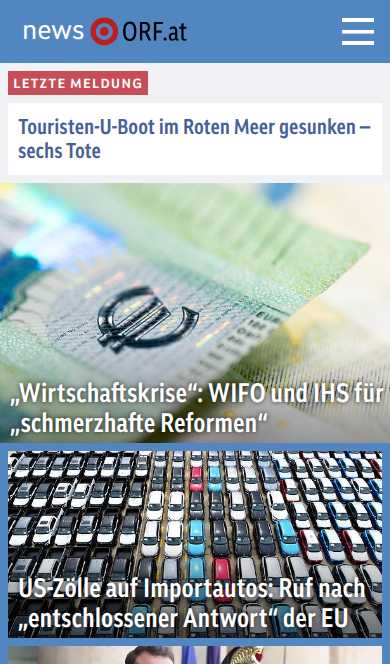 news ORF.at
LETZTE MELDUNG
Touristen-U-Boot im Roten Meer gesunken –
sechs Tote
EURO
„Wirtschaftskrise“: WIFO und IHS für
„schmerzhafte Reformen“
US-Zölle auf Importautos: Ruf nach
„entschlossener Antwort“ der EU